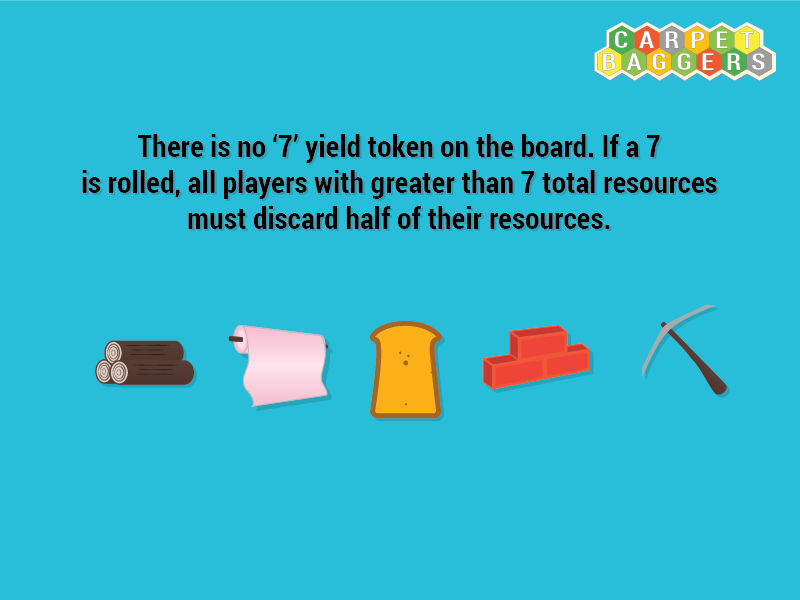 CARPET
BAGGERS
There is no ‘7’ yield token on the board. If a 7
is rolled, all players with greater than 7 total resources
must discard half of their resources.